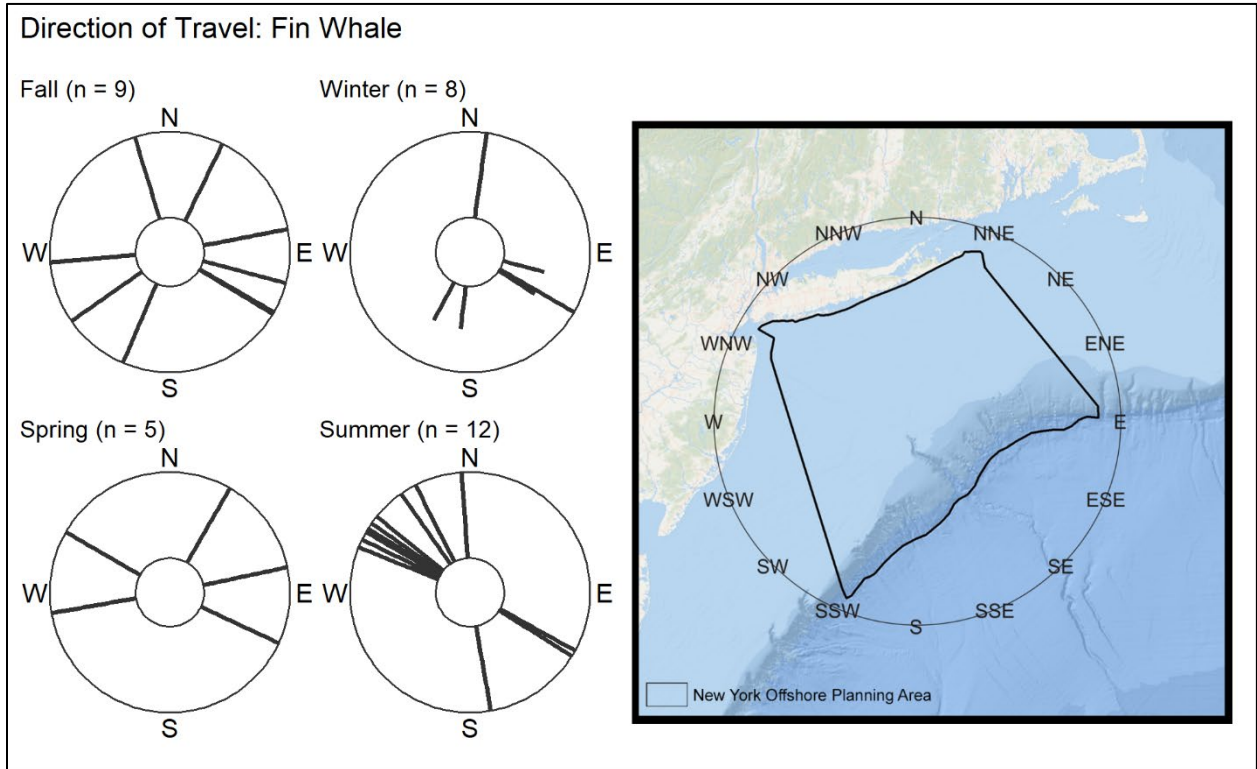 Direction of Travel: Fin Whale
Fall (n = 9)
N
W
E
S
Winter (n = 8)
N
W
E
S
Spring (n = 5)
N
W
E
S
Summer (n = 12)
N
W
E
S
N
NNW
NNE
NW
NE
WNW
ENE
W
E
WSW
ESE
SW
SE
SSW
SSE
S
New York Offshore Planning Area